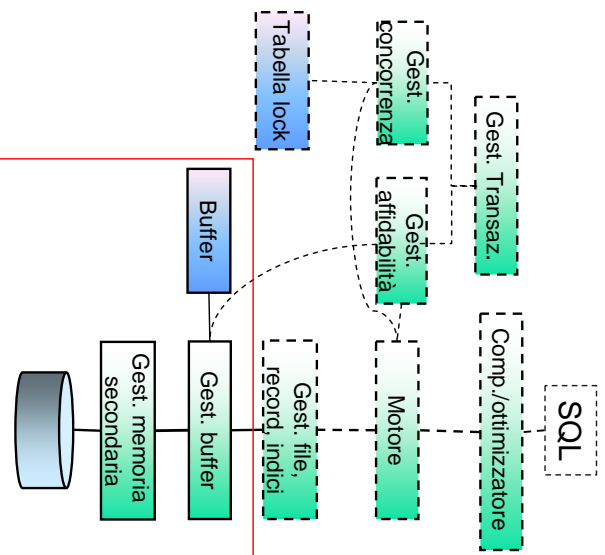 SQL
Comp./ottimizzatore
Gest. Transaz.
Motore
Gest.
affidabilità
Gest.
concorrenza
Tabella lock
Gest. file,
record, indici
Gest. buffer
Buffer
Gest. memoria
secondaria